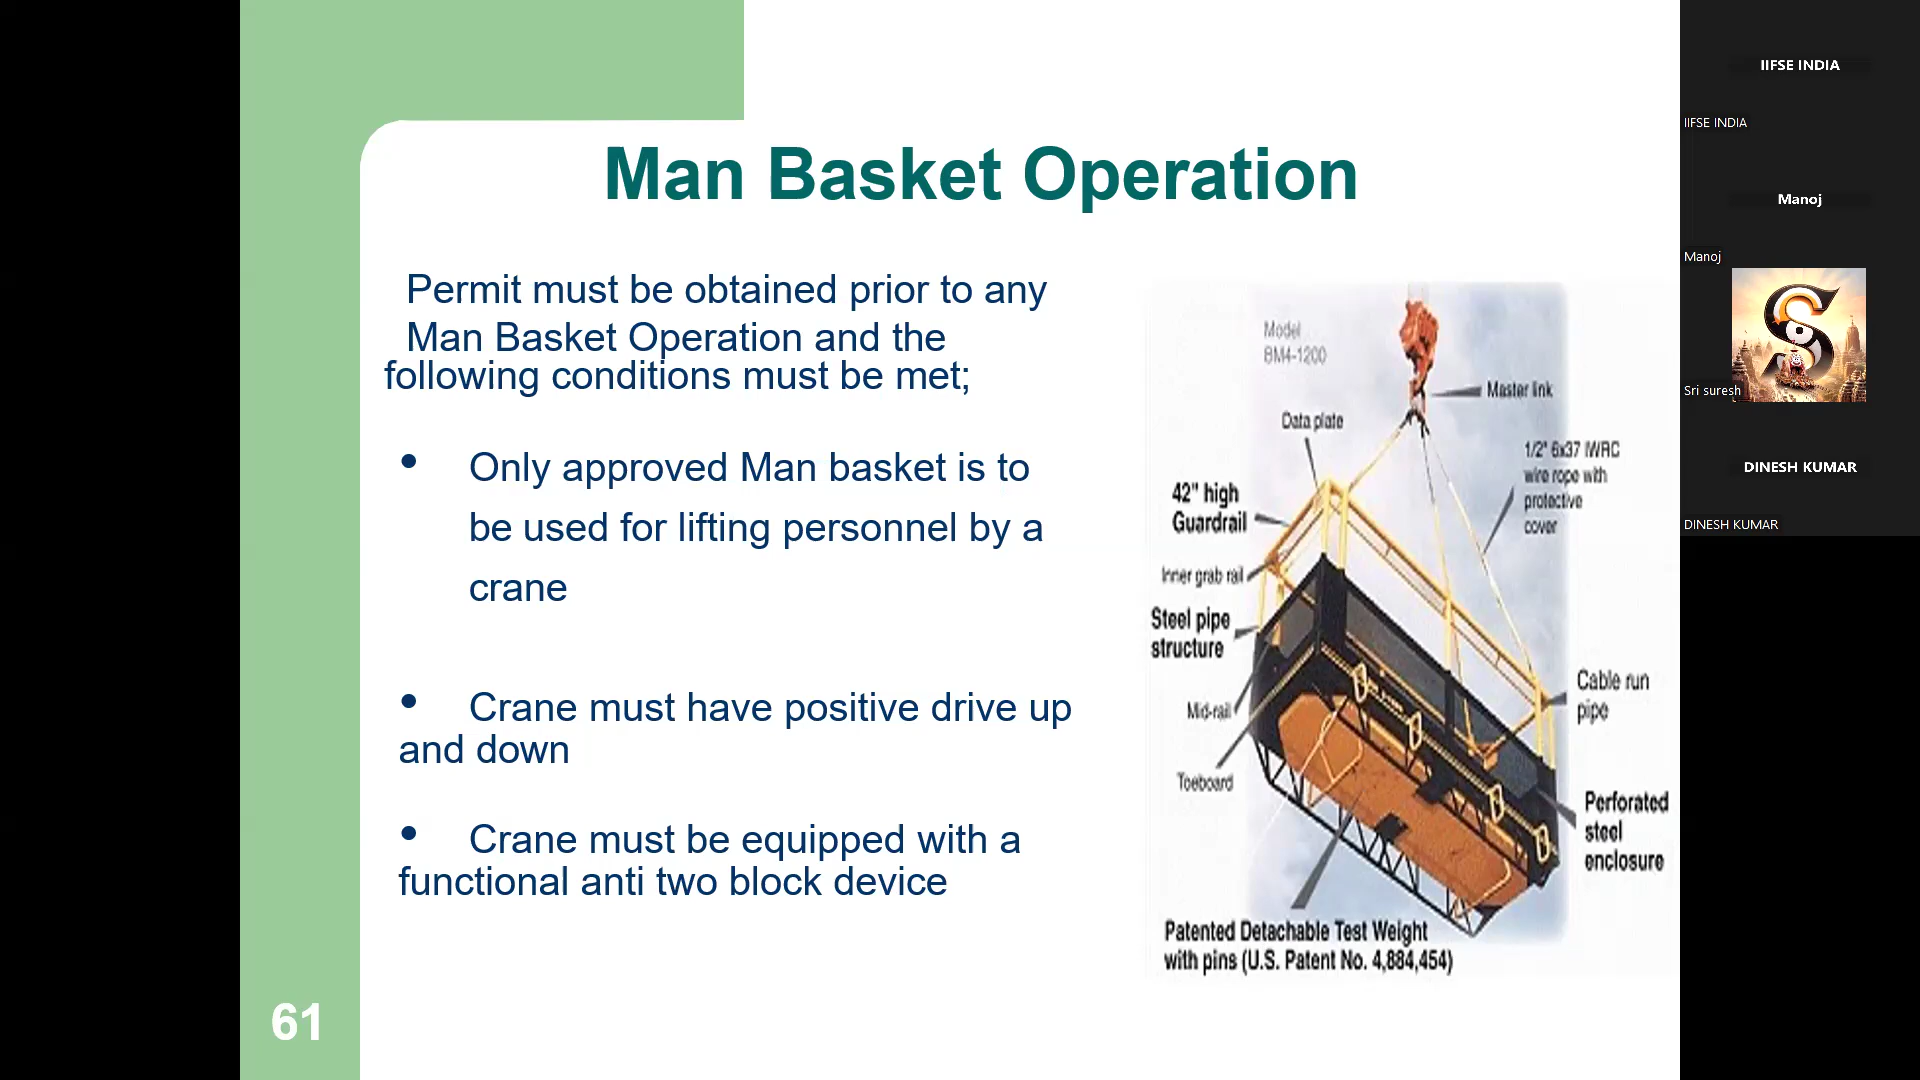 Man Basket Operation
Permit must be obtained prior to any
Man Basket Operation and the
following conditions must be met;
• Only approved Man basket is to
be used for lifting personnel by a
crane
• Crane must have positive drive up
and down
• Crane must be equipped with a
functional anti two block device
61
Model
BM4-1200
Master link
Data plate
1/2" 6x37 IWRC
wire rope with
protective
cover
42" high
Guardrail
Inner grab rail
Steel pipe
structure
Mid-rail
Toeboard
Cable run
pipe
Perforated
steel
enclosure
Patented Detachable Test Weight
with pins (U.S. Patent No. 4,884,454)
IIFSE INDIA
IIFSE INDIA
Manoj
Manoj
S
Sri suresh
DINESH KUMAR
DINESH KUMAR